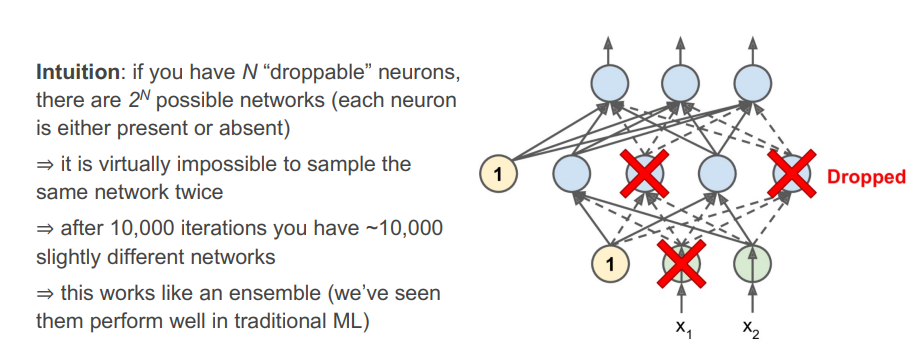 Intuition: if you have N “droppable” neurons,
there are 2^N possible networks (each neuron
is either present or absent)
⇒ it is virtually impossible to sample the
same network twice
⇒ after 10,000 iterations you have ~10,000
slightly different networks
⇒ this works like an ensemble (we’ve seen
them perform well in traditional ML)
1
Dropped
1
x₁ x₂